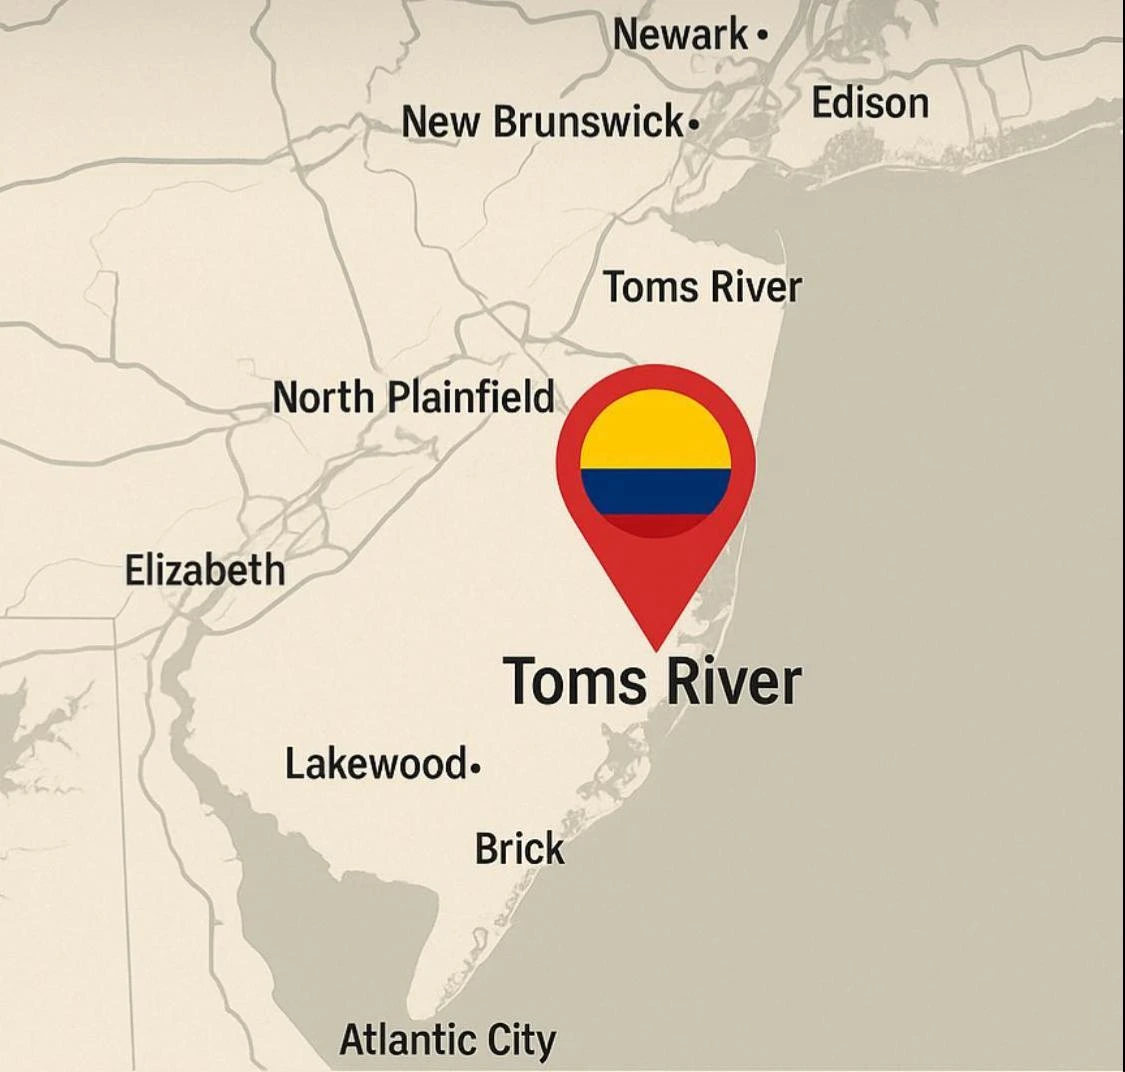 Newark
Edison
New Brunswick
Toms River
North Plainfield
Elizabeth
Toms River
Lakewood
Brick
Atlantic City